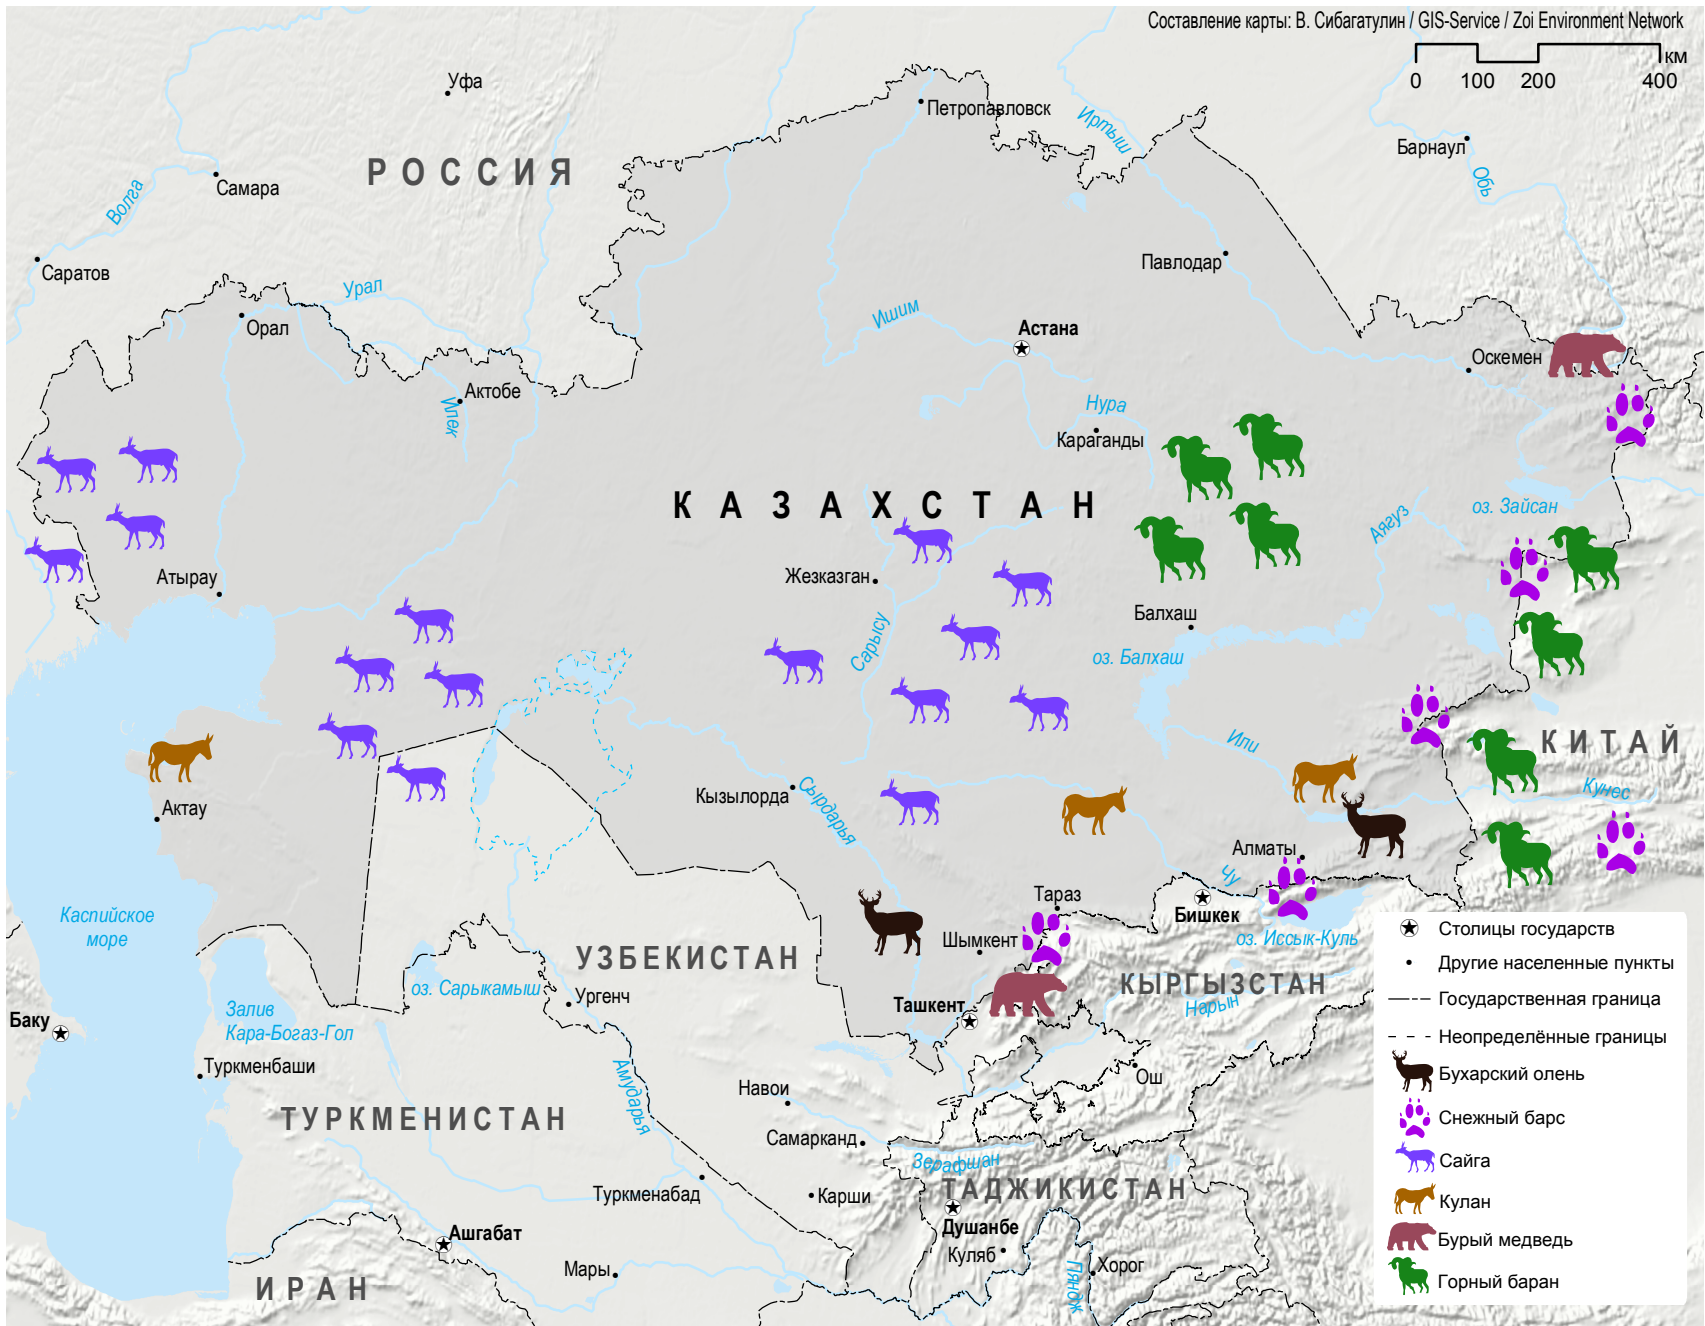 Составление карты: В. Сибагатулин / GIS-Service / Zoi Environment Network
км
0 100 200 400
Уфа
Петропавловск
Иртыш
Барнаул
РОССИЯ
Самара
Обь
Волга
Саратов
Павлодар
Урал
Орал
Ишим
Астана
Оскемен
Актобе
Илек
Нура
Караганды
КАЗАХСТАН
оз. Зайсан
Аягуз
Атырау
Жезказган
Балхаш
Сарысу
оз. Балхаш
Или
КИТАЙ
Кунес
Кызылорда
Сырдарья
Актау
Алматы
Чу
Тараз
Бишкек
Каспийское
море
Шымкент
оз. Иссык-Куль
УЗБЕКИСТАН
КЫРГЫЗСТАН
оз. Сарыкамыш
Ургенч
Ташкент
Нарын
Залив
Кара-Богаз-Гол
Баку
Туркменбаши
Ош
Навои
Амударья
ТУРКМЕНИСТАН
Самарканд
Зерафшан
ТАДЖИКИСТАН
Туркменабад
Карши
Душанбе
Ашгабат
Куляб
Мары
Хорог
Пяндж
ИРАН
Столицы государств
Другие населенные пункты
Государственная граница
Неопределённые границы
Бухарский олень
Снежный барс
Сайга
Кулан
Бурый медведь
Горный баран